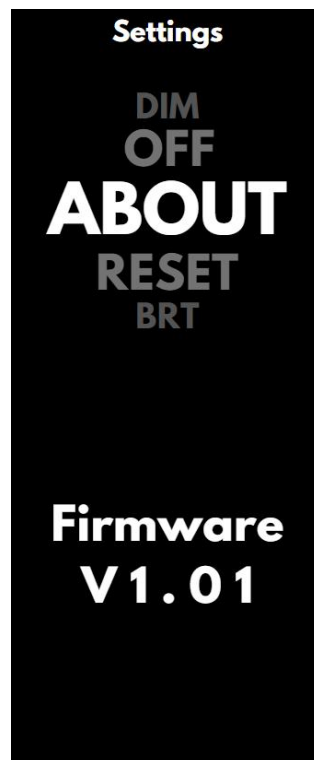 Settings
DIM
OFF
ABOUT
RESET
BRT
Firmware
V1.01